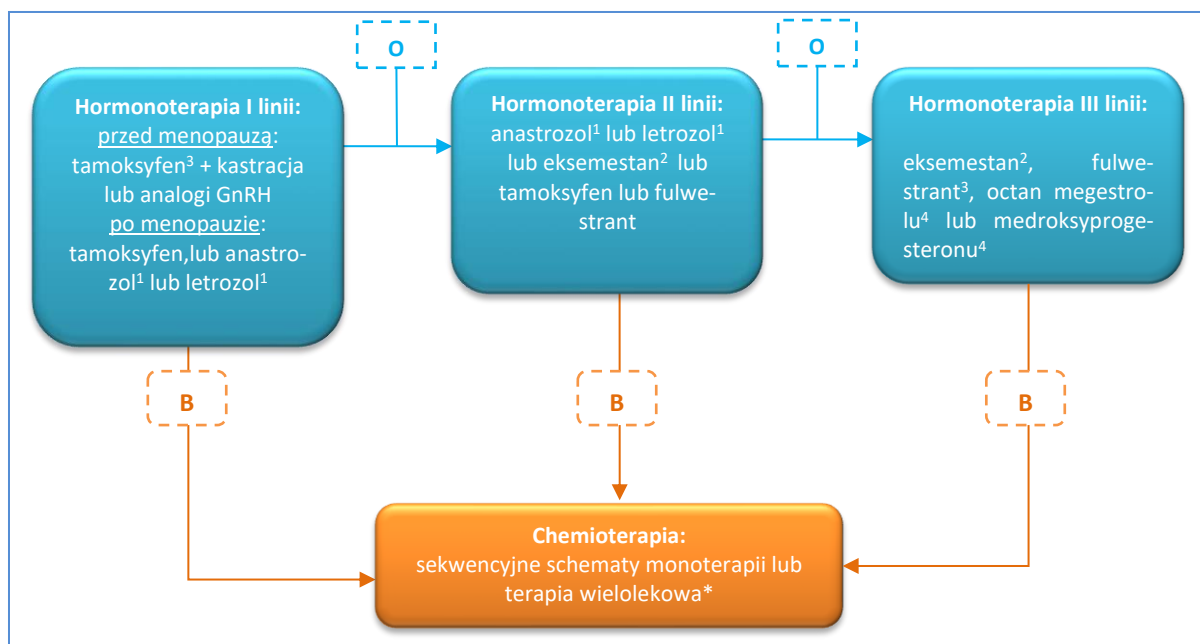 O
O
Hormonoterapia I linii:
przed menopauzą:
tamoksyfen³ + kastracja
lub analogi GnRH
po menopauzie:
tamoksyfen,lub anastro-
zol¹ lub letrozol¹
Hormonoterapia II linii:
anastrozol¹ lub letrozol¹
lub eksemestan² lub
tamoksyfen lub fulwe-
strant
Hormonoterapia III linii:
eksemestan², fulwe-
strant³, octan megestro-
lu⁴ lub medroksyproge-
steronu⁴
B
B
B
Chemioterapia:
sekwencyjne schematy monoterapii lub
terapia wielolekowa*